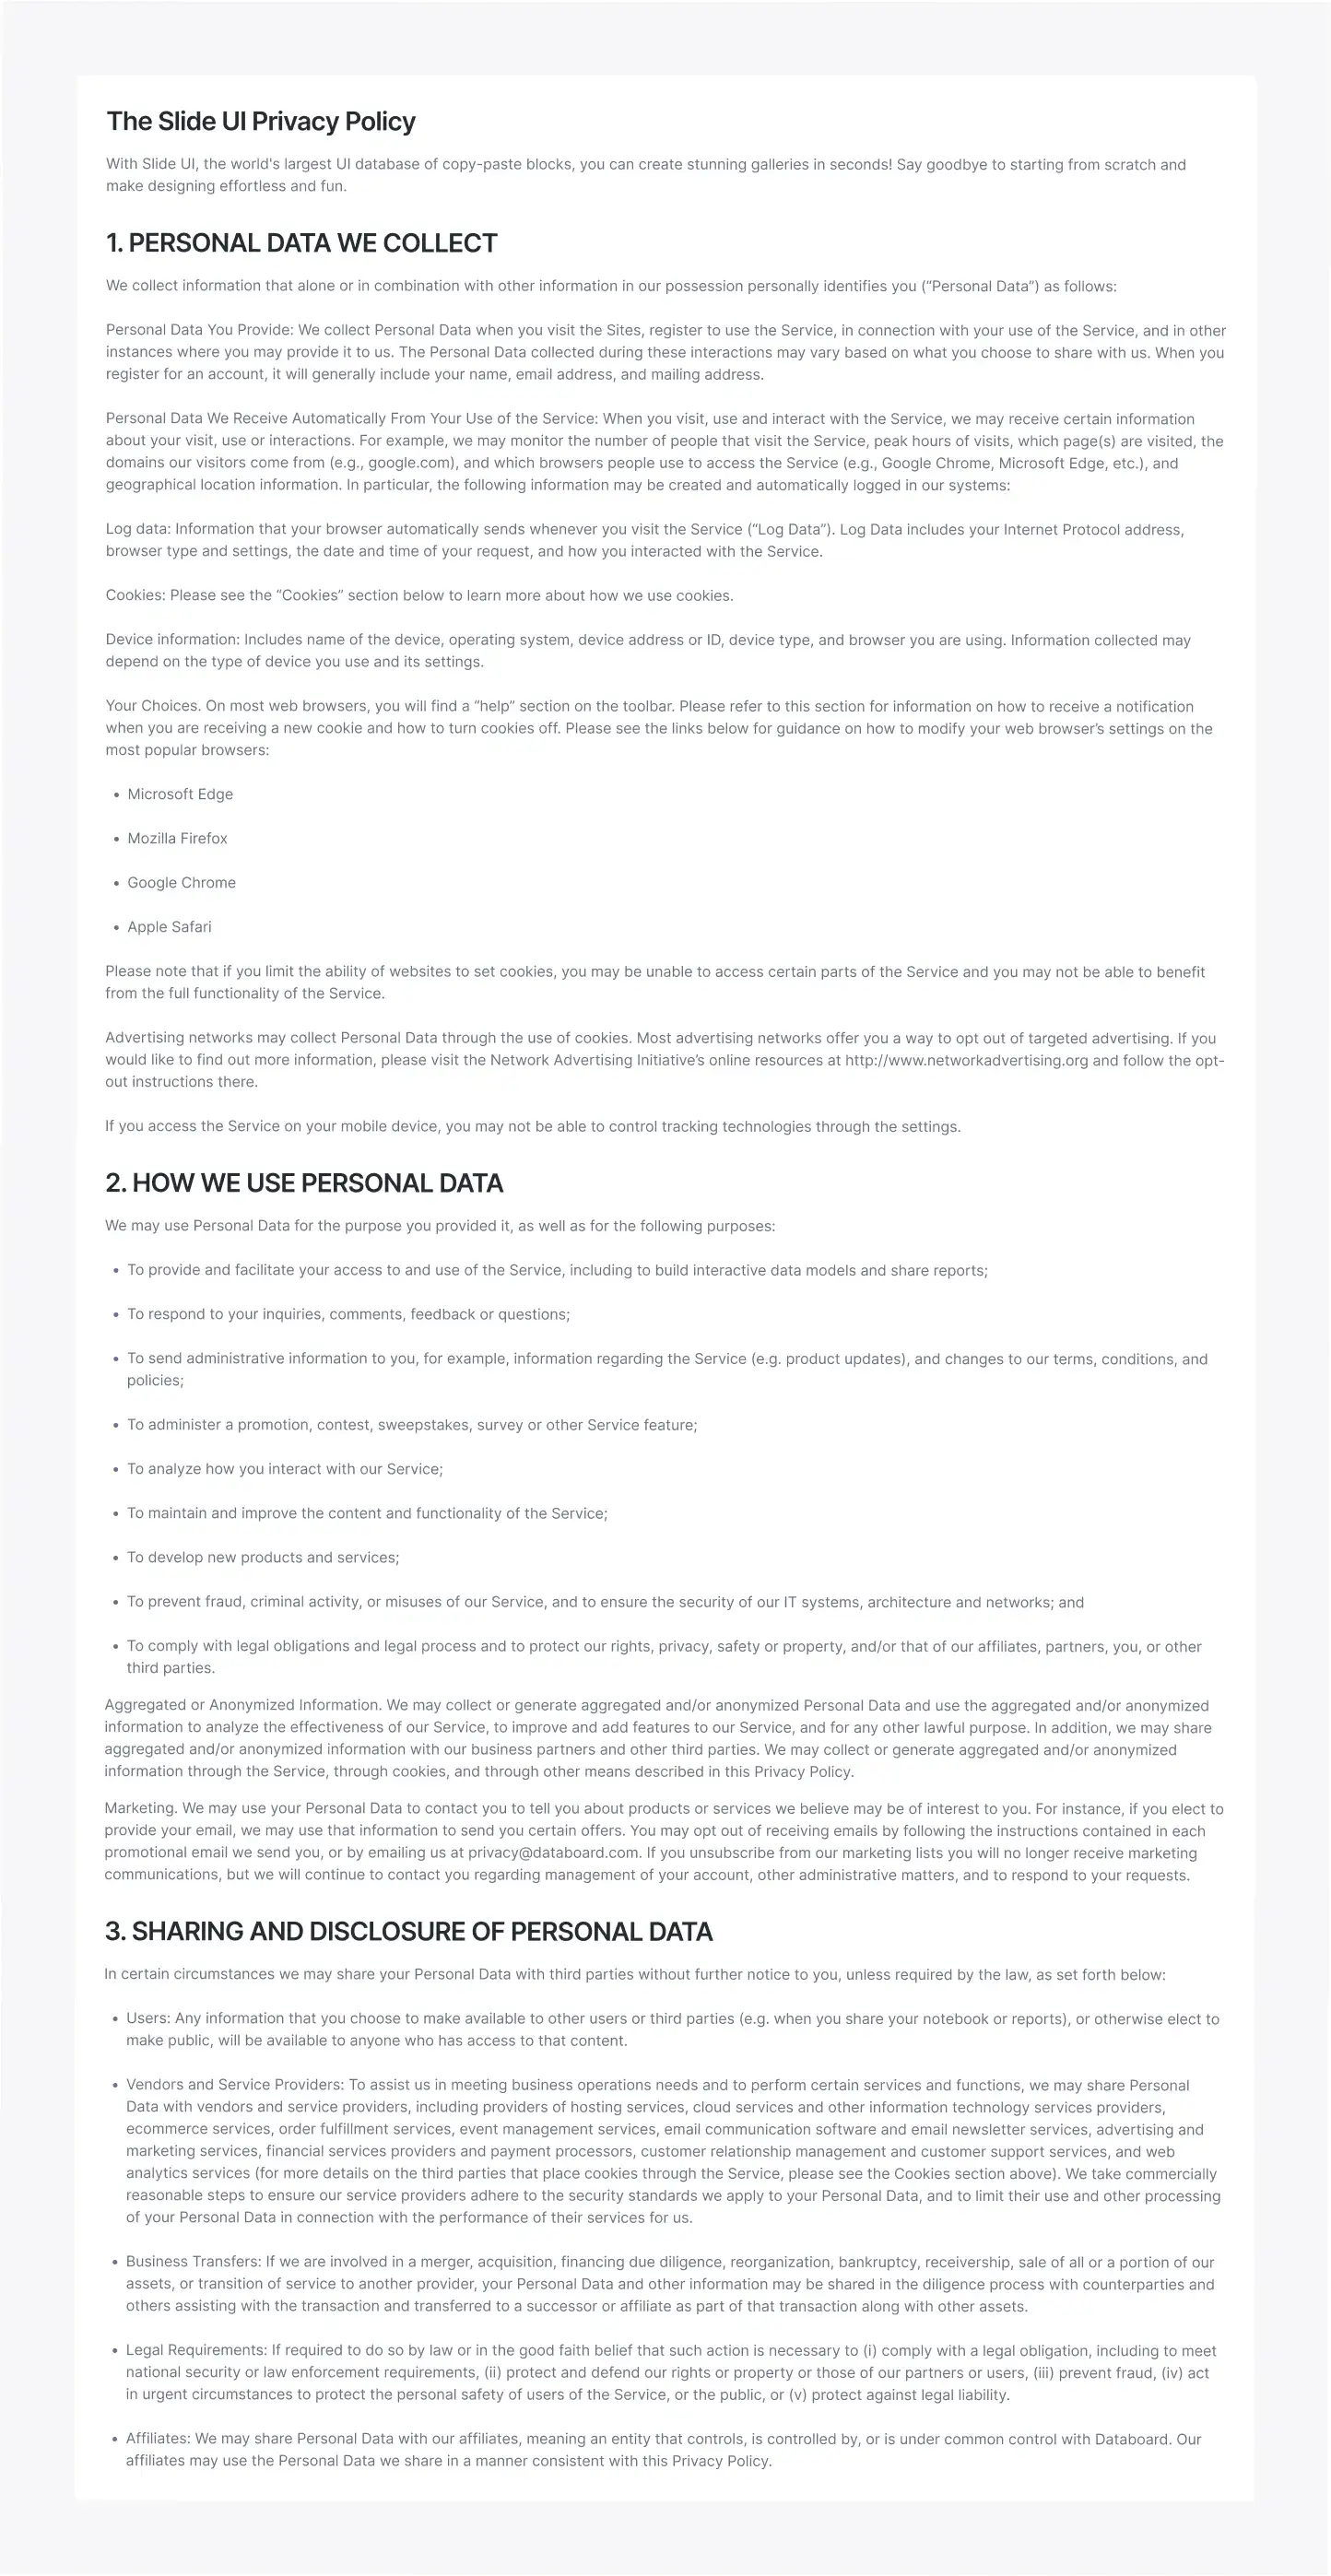 The Slide UI Privacy Policy
With Slide UI, the world's largest UI database of copy-paste blocks, you can create stunning galleries in seconds! Say goodbye to starting from scratch and
make designing effortless and fun.
1. PERSONAL DATA WE COLLECT
We collect information that alone or in combination with other information in our possession personally identifies you (“Personal Data”) as follows:
Personal Data You Provide: We collect Personal Data when you visit the Sites, register to use the Service, in connection with your use of the Service, and in other
instances where you may provide it to us. The Personal Data collected during these interactions may vary based on what you choose to share with us. When you
register for an account, it will generally include your name, email address, and mailing address.
Personal Data We Receive Automatically From Your Use of the Service: When you visit, use and interact with the Service, we may receive certain information
about your visit, use or interactions. For example, we may monitor the number of people that visit the Service, peak hours of visits, which page(s) are visited, the
domains our visitors come from (e.g., google.com), and which browsers people use to access the Service (e.g., Google Chrome, Microsoft Edge, etc.), and
geographical location information. In particular, the following information may be created and automatically logged in our systems:
Log data: Information that your browser automatically sends whenever you visit the Service (“Log Data”). Log Data includes your Internet Protocol address,
browser type and settings, the date and time of your request, and how you interacted with the Service.
Cookies: Please see the “Cookies” section below to learn more about how we use cookies.
Device information: Includes name of the device, operating system, device address or ID, device type, and browser you are using. Information collected may
depend on the type of device you use and its settings.
Your Choices. On most web browsers, you will find a “help” section on the toolbar. Please refer to this section for information on how to receive a notification
when you are receiving a new cookie and how to turn cookies off. Please see the links below for guidance on how to modify your web browser’s settings on the
most popular browsers:
• Microsoft Edge
• Mozilla Firefox
• Google Chrome
• Apple Safari
Please note that if you limit the ability of websites to set cookies, you may be unable to access certain parts of the Service and you may not be able to benefit
from the full functionality of the Service.
Advertising networks may collect Personal Data through the use of cookies. Most advertising networks offer you a way to opt out of targeted advertising. If you
would like to find out more information, please visit the Network Advertising Initiative’s online resources at http://www.networkadvertising.org and follow the opt-
out instructions there.
If you access the Service on your mobile device, you may not be able to control tracking technologies through the settings.
2. HOW WE USE PERSONAL DATA
We may use Personal Data for the purpose you provided it, as well as for the following purposes:
• To provide and facilitate your access to and use of the Service, including to build interactive data models and share reports;
• To respond to your inquiries, comments, feedback or questions;
• To send administrative information to you, for example, information regarding the Service (e.g. product updates), and changes to our terms, conditions, and
policies;
• To administer a promotion, contest, sweepstakes, survey or other Service feature;
• To analyze how you interact with our Service;
• To maintain and improve the content and functionality of the Service;
• To develop new products and services;
• To prevent fraud, criminal activity, or misuses of our Service, and to ensure the security of our IT systems, architecture and networks; and
• To comply with legal obligations and legal process and to protect our rights, privacy, safety or property, and/or that of our affiliates, partners, you, or other
third parties.
Aggregated or Anonymized Information. We may collect or generate aggregated and/or anonymized Personal Data and use the aggregated and/or anonymized
information to analyze the effectiveness of our Service, to improve and add features to our Service, and for any other lawful purpose. In addition, we may share
aggregated and/or anonymized information with our business partners and other third parties. We may collect or generate aggregated and/or anonymized
information through the Service, through cookies, and through other means described in this Privacy Policy.
Marketing. We may use your Personal Data to contact you to tell you about products or services we believe may be of interest to you. For instance, if you elect to
provide your email, we may use that information to send you certain offers. You may opt out of receiving emails by following the instructions contained in each
promotional email we send you, or by emailing us at privacy@databoard.com. If you unsubscribe from our marketing lists you will no longer receive marketing
communications, but we will continue to contact you regarding management of your account, other administrative matters, and to respond to your requests.
3. SHARING AND DISCLOSURE OF PERSONAL DATA
In certain circumstances we may share your Personal Data with third parties without further notice to you, unless required by the law, as set forth below:
• Users: Any information that you choose to make available to other users or third parties (e.g. when you share your notebook or reports), or otherwise elect to
make public, will be available to anyone who has access to that content.
• Vendors and Service Providers: To assist us in meeting business operations needs and to perform certain services and functions, we may share Personal
Data with vendors and service providers, including providers of hosting services, cloud services and other information technology services providers,
ecommerce services, order fulfillment services, event management services, email communication software and email newsletter services, advertising and
marketing services, financial services providers and payment processors, customer relationship management and customer support services, and web
analytics services (for more details on the third parties that place cookies through the Service, please see the Cookies section above). We take commercially
reasonable steps to ensure our service providers adhere to the security standards we apply to your Personal Data, and to limit their use and other processing
of your Personal Data in connection with the performance of their services for us.
• Business Transfers: If we are involved in a merger, acquisition, financing due diligence, reorganization, bankruptcy, receivership, sale of all or a portion of our
assets, or transition of service to another provider, your Personal Data and other information may be shared in the diligence process with counterparties and
others assisting with the transaction and transferred to a successor or affiliate as part of that transaction along with other assets.
• Legal Requirements: If required to do so by law or in the good faith belief that such action is necessary to (i) comply with a legal obligation, including to meet
national security or law enforcement requirements, (ii) protect and defend our rights or property or those of our partners or users, (iii) prevent fraud, (iv) act
in urgent circumstances to protect the personal safety of users of the Service, or the public, or (v) protect against legal liability.
• Affiliates: We may share Personal Data with our affiliates, meaning an entity that controls, is controlled by, or is under common control with Databoard. Our
affiliates may use the Personal Data we share in a manner consistent with this Privacy Policy.